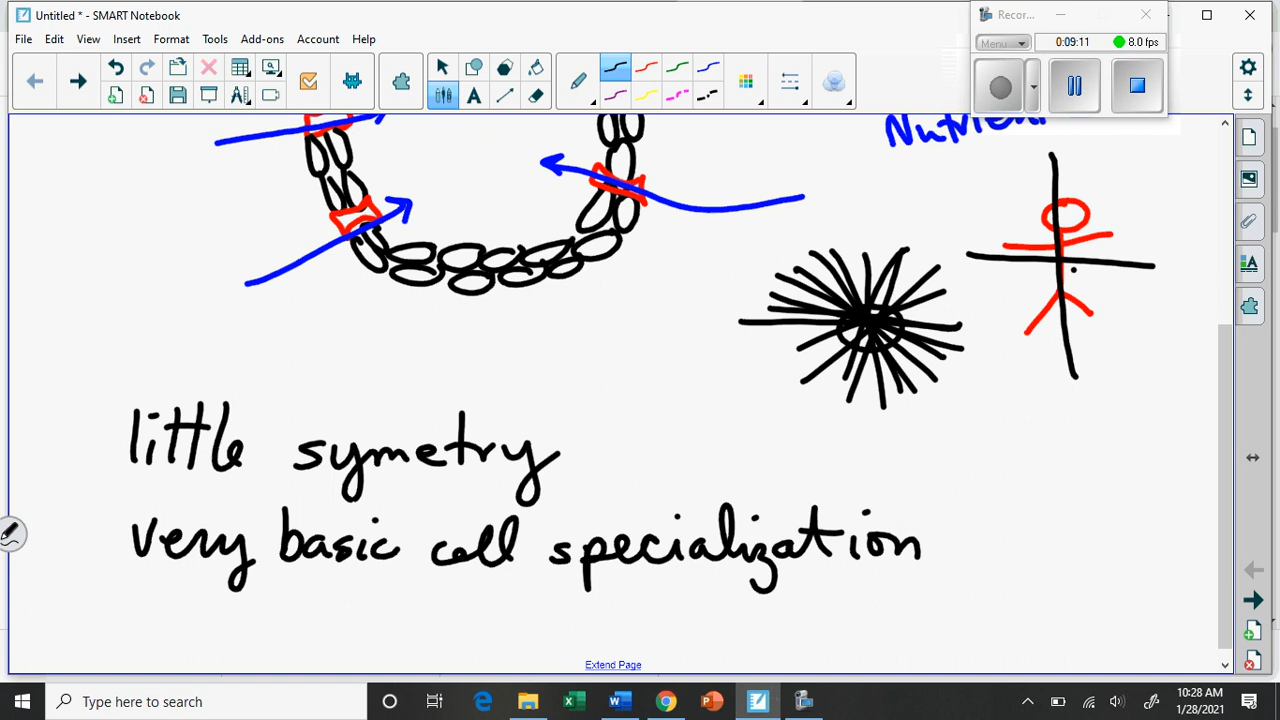 Untitled * - SMART Notebook
Recor...
File Edit View Insert Format Tools Add-ons Account Help
Menu 0:09:11 8.0 fps
Nutrient
little symetry
very basic cell specialization
Extend Page
Type here to search
10:28 AM
1/28/2021